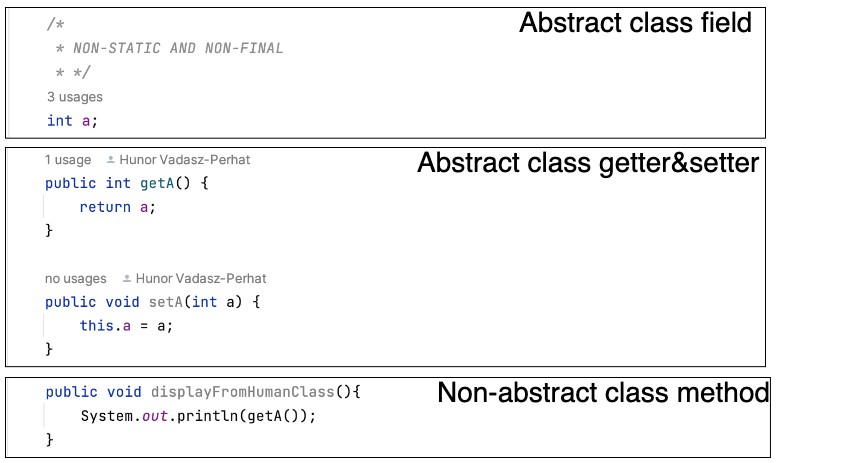 Abstract class field
/*
* NON-STATIC AND NON-FINAL
* */
3 usages
int a;
Abstract class getter&setter
1 usage Hunor Vadasz-Perhat
public int getA() {
return a;
}
no usages Hunor Vadasz-Perhat
public void setA(int a) {
this.a = a;
}
Non-abstract class method
public void displayFromHumanClass(){
System.out.println(getA());
}